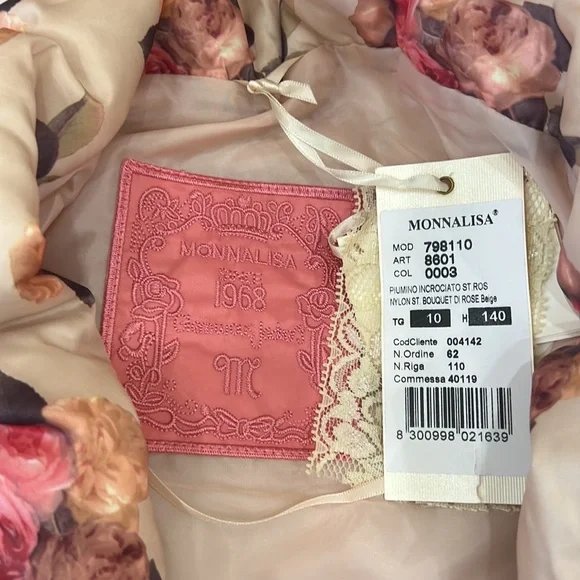 MONNALISA
1968
m
MONNALISA®
MOD 798110
ART 8601
COL 0003
PIUMINO INCROCIATO ST.ROS
NYLON ST. BOUQUET DI ROSE Beige
TG 10 H 140
CodCliente 004142
N.Ordine 62
N.Riga 110
Commessa 40119
8 300998 021639